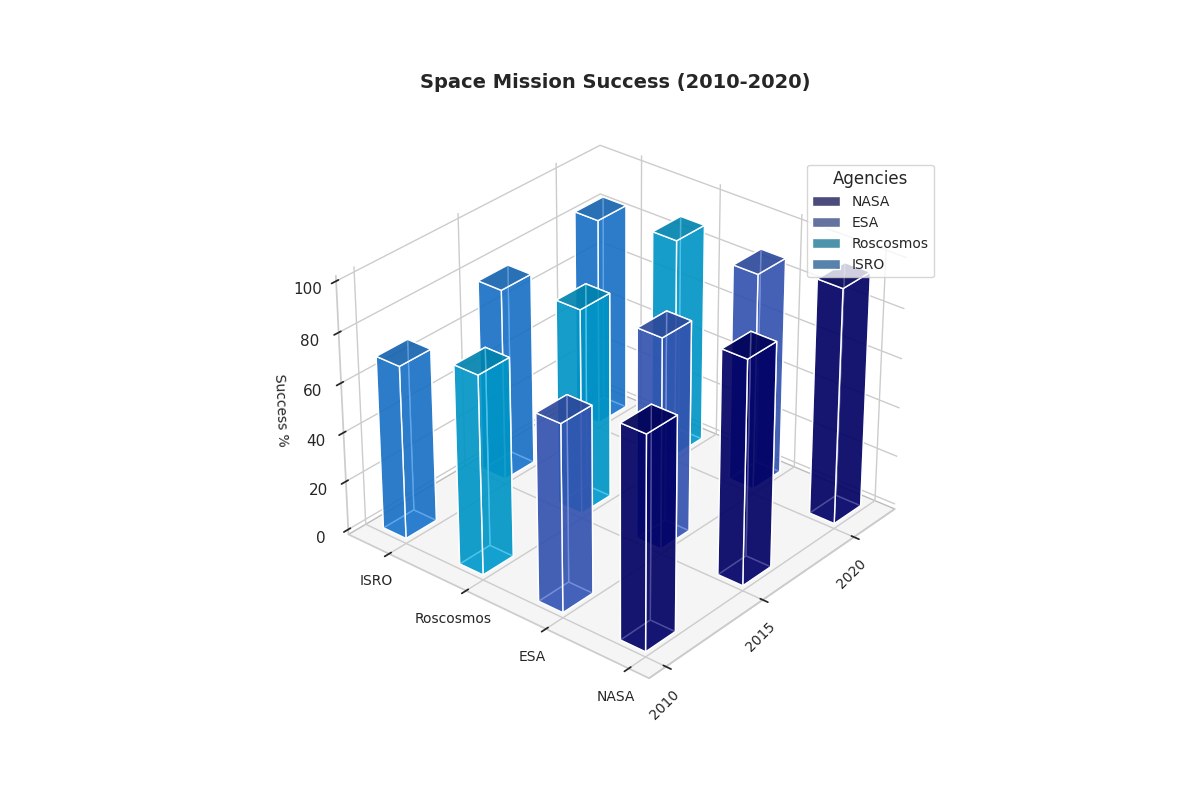 Space Mission Success (2010-2020)
Agencies
NASA
ESA
Roscosmos
ISRO
100
80
60
40
20
0
Success %
ISRO
Roscosmos
ESA
NASA
2010
2015
2020